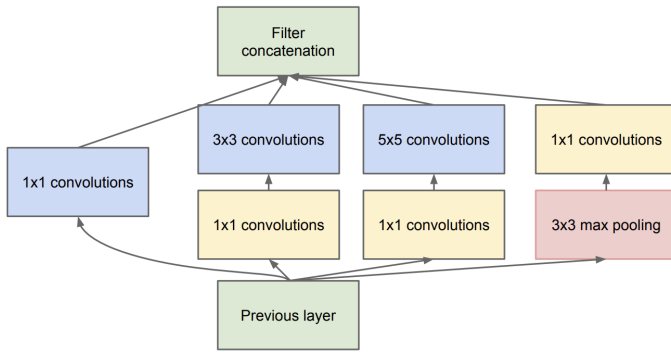 Filter
concatenation
3x3 convolutions
5x5 convolutions
1x1 convolutions
1x1 convolutions
1x1 convolutions
1x1 convolutions
3x3 max pooling
Previous layer